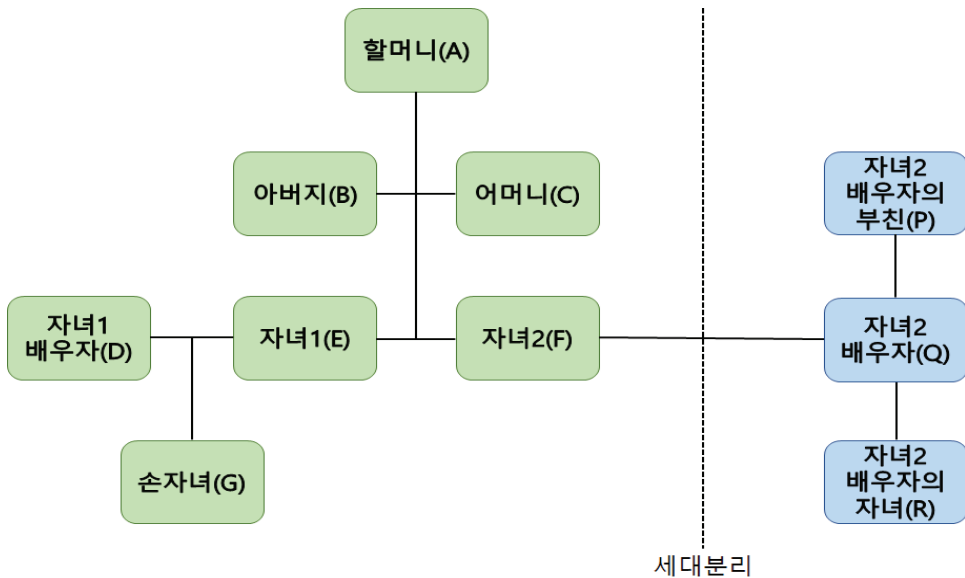 할머니(A)
아버지(B)
어머니(C)
자녀2
배우자의
부친(P)
자녀1
배우자(D)
자녀1(E)
자녀2(F)
자녀2
배우자(Q)
손자녀(G)
자녀2
배우자의
자녀(R)
세대분리